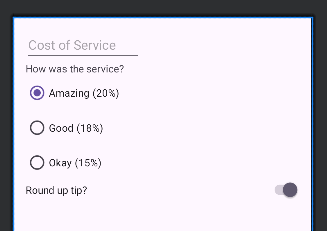 Cost of Service
How was the service?
Amazing (20%)
Good (18%)
Okay (15%)
Round up tip?